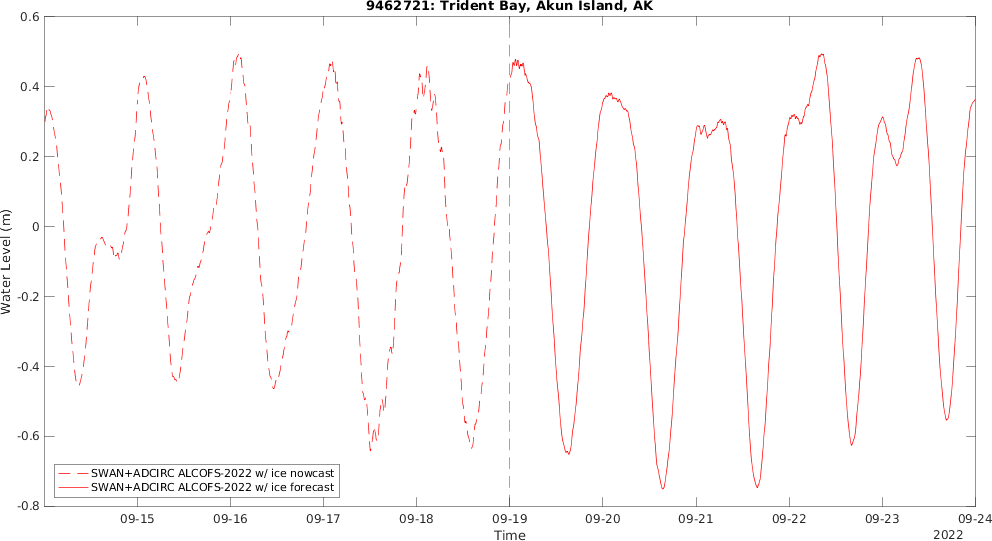 9462721: Trident Bay, Akun Island, AK
Water Level (m)
0.6
0.4
0.2
0
-0.2
-0.4
-0.6
-0.8
SWAN+ADCIRC ALCOFS-2022 w/ ice nowcast
SWAN+ADCIRC ALCOFS-2022 w/ ice forecast
09-15 09-16 09-17 09-18 09-19 09-20 09-21 09-22 09-23 09-24
Time
2022